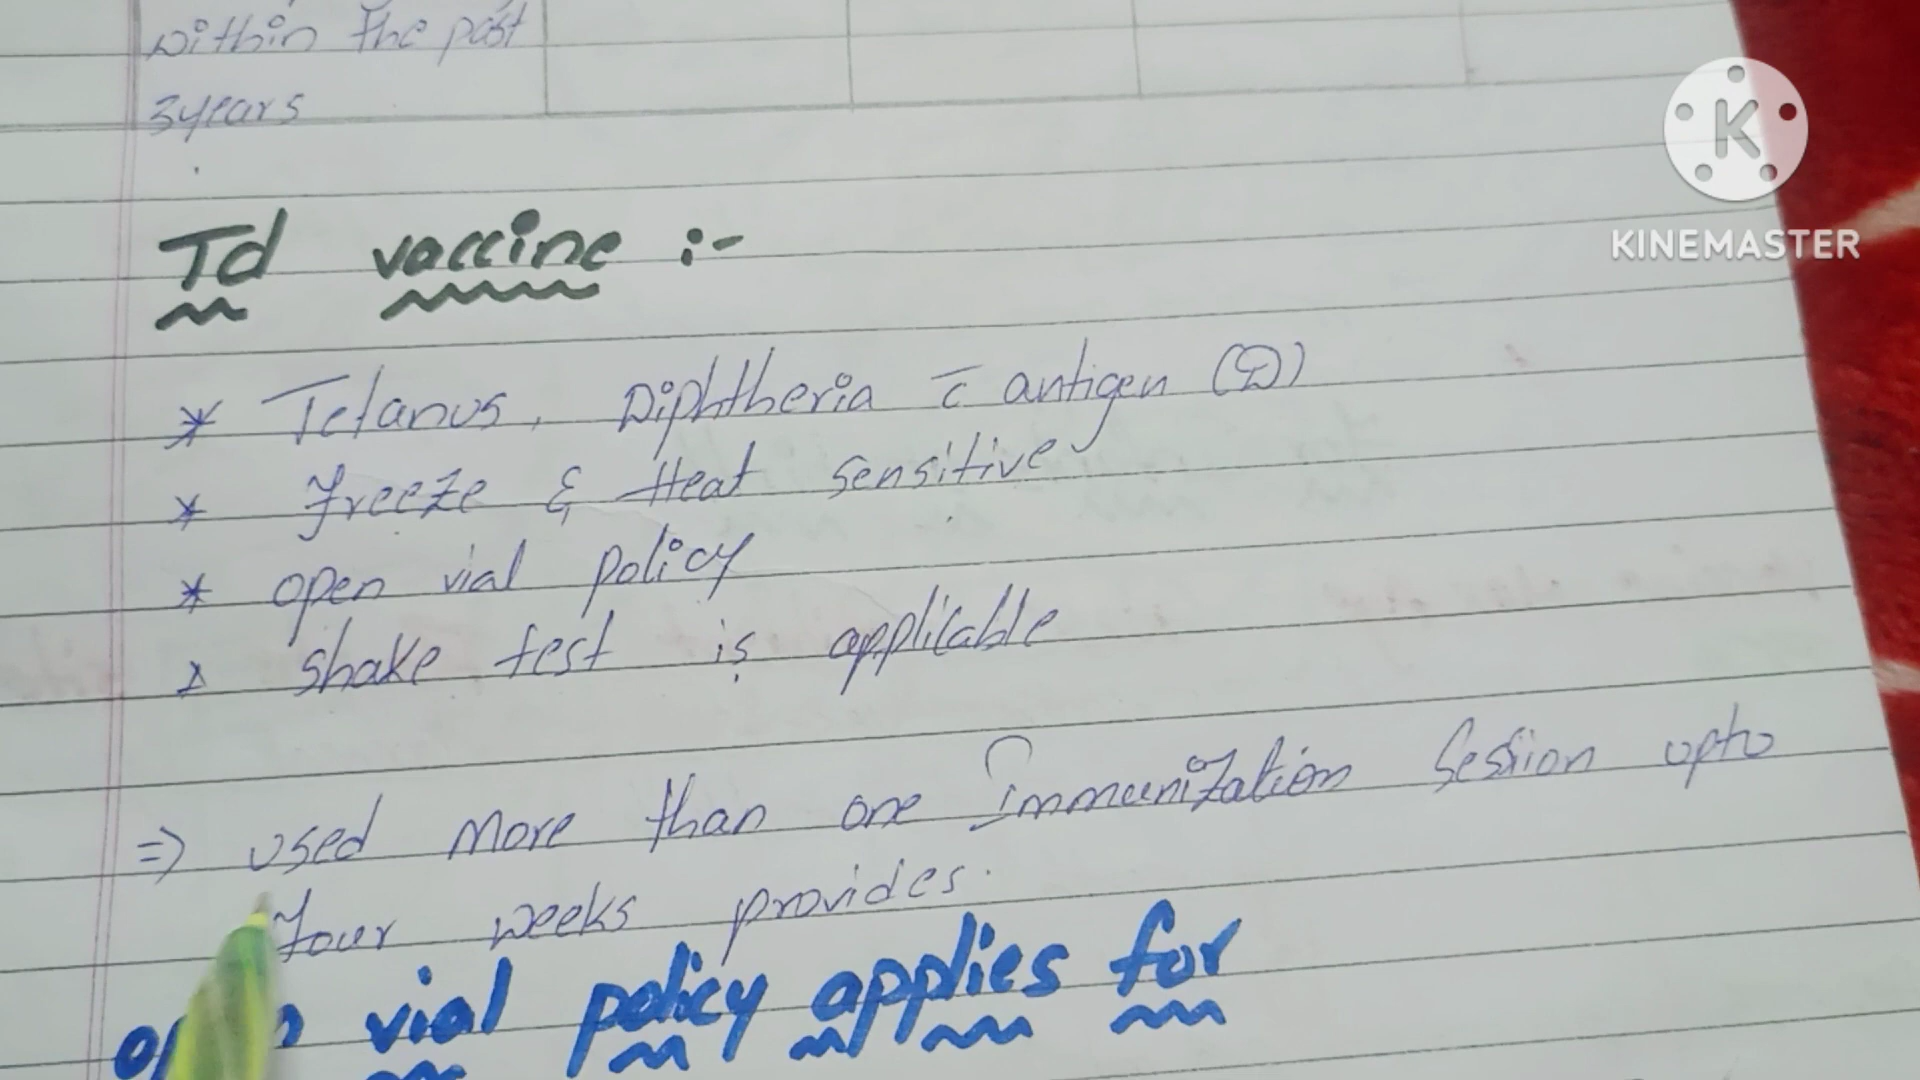 within the past
3years
Td vaccine :-
* Tetanus, Diphtheria c̄ antigen (D)
* freeze & Heat sensitive
* open vial policy
* shake test is applicable
⇒ used more than one Immunization Session upto
four weeks provides.
vial policy applies for
K
KINEMASTER